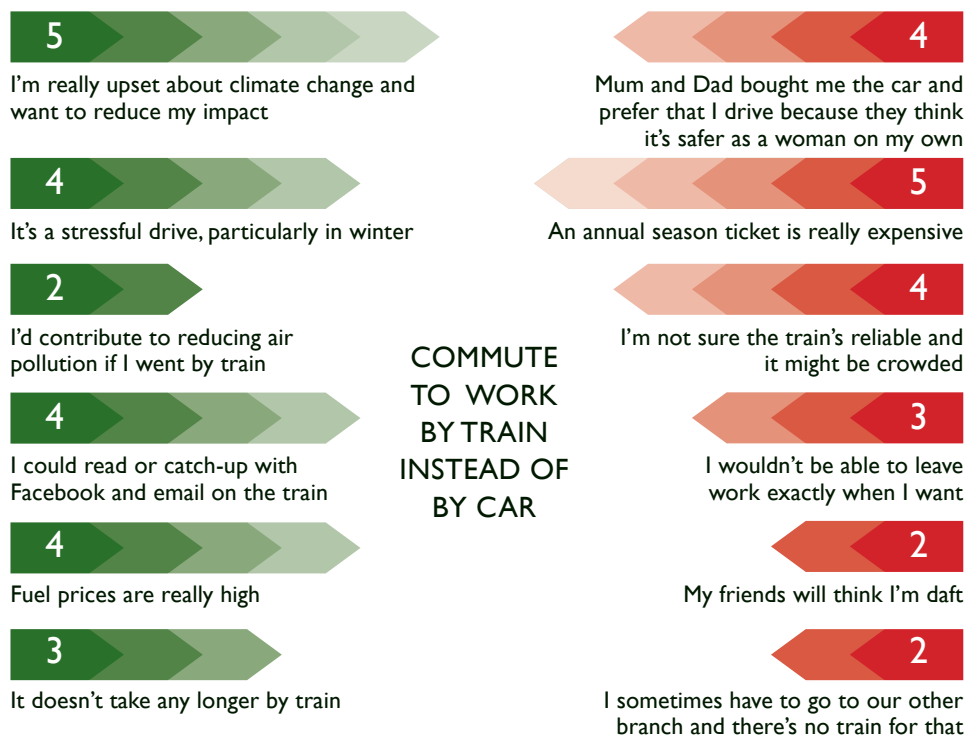 5
I'm really upset about climate change and
want to reduce my impact
4
It's a stressful drive, particularly in winter
2
I'd contribute to reducing air
pollution if I went by train
4
I could read or catch-up with
Facebook and email on the train
4
Fuel prices are really high
3
It doesn't take any longer by train
COMMUTE
TO WORK
BY TRAIN
INSTEAD OF
BY CAR
4
Mum and Dad bought me the car and
prefer that I drive because they think
it's safer as a woman on my own
5
An annual season ticket is really expensive
4
I'm not sure the train's reliable and
it might be crowded
3
I wouldn't be able to leave
work exactly when I want
2
My friends will think I'm daft
2
I sometimes have to go to our other
branch and there's no train for that